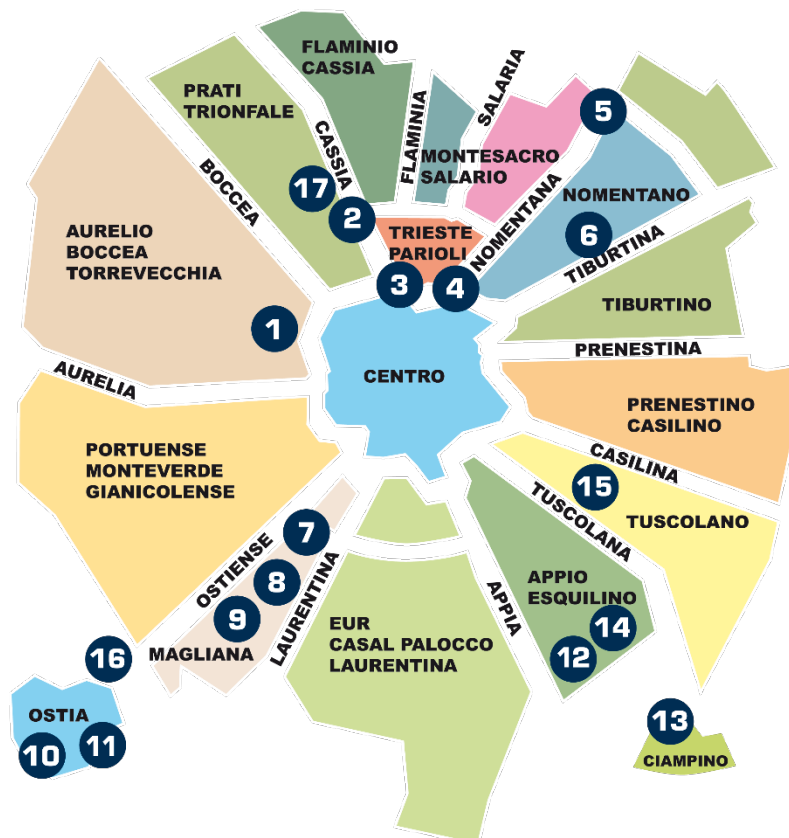 FLAMINIO
CASSIA
PRATI
TRIONFALE
SALARIA
FLAMINIA
CASSIA
BOCCEA
5
MONTESACRO
SALARIO
NOMENTANA
NOMENTANO
17
2
6
TIBURTINA
AURELIO
BOCCEA
TORREVECCHIA
TRIESTE
PARIOLI
3
4
1
TIBURTINO
PRENESTINA
AURELIA
CENTRO
PRENESTINO
CASILINO
PORTUENSE
MONTEVERDE
GIANICOLENSE
CASILINA
15
TUSCOLANA
TUSCOLANO
OSTIENSE
7
8
9
LAURENTINA
MAGLIANA
APPIA
APPIO
ESQUILINO
14
12
EUR
CASAL PALOCCO
LAURENTINA
16
OSTIA
10
11
13
CIAMPINO